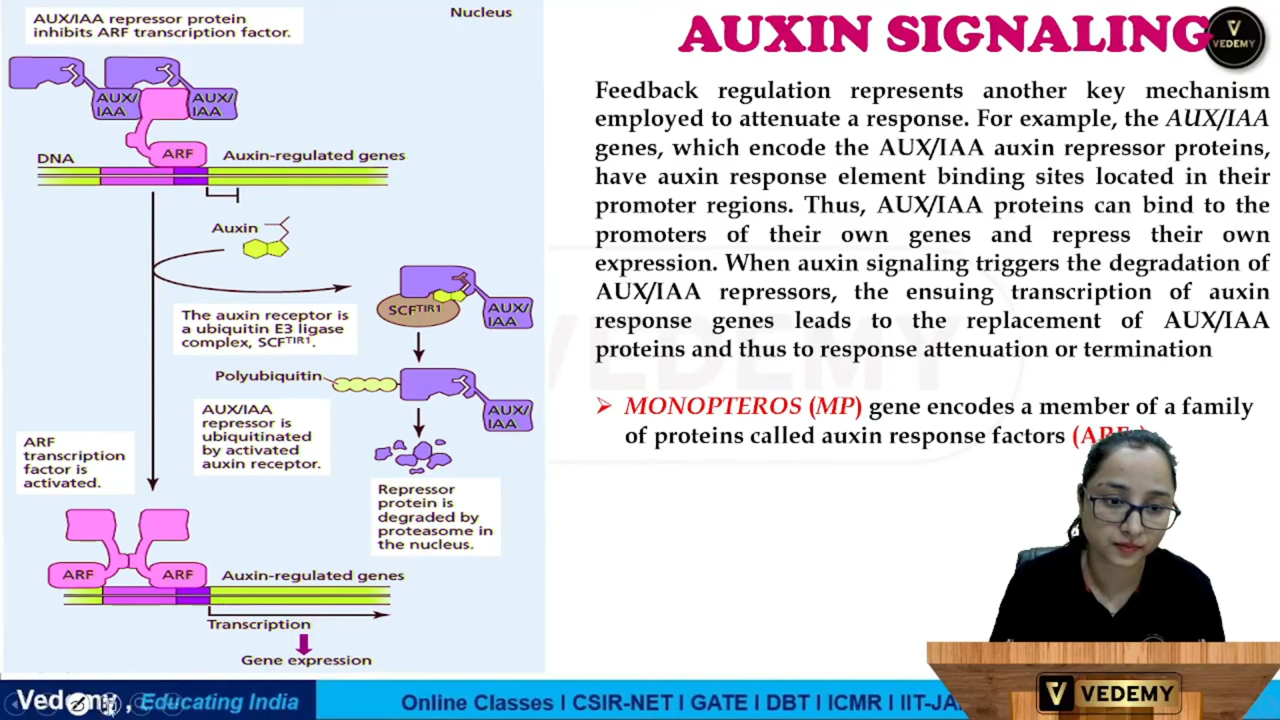 AUX/IAA repressor protein
inhibits ARF transcription factor.
Nucleus
AUX/
IAA
AUX/
IAA
ARF
DNA
Auxin-regulated genes
Auxin
The auxin receptor is
a ubiquitin E3 ligase
complex, SCFTIR1.
SCFTIR1
AUX/
IAA
Polyubiquitin
AUX/IAA
repressor is
ubiquitinated
by activated
auxin receptor.
AUX/
IAA
ARF
transcription
factor is
activated.
Repressor
protein is
degraded by
proteasome in
the nucleus.
ARF
ARF
Auxin-regulated genes
Transcription
Gene expression
AUXIN SIGNALING
VEDEMY
Feedback regulation represents another key mechanism
employed to attenuate a response. For example, the AUX/IAA
genes, which encode the AUX/IAA auxin repressor proteins,
have auxin response element binding sites located in their
promoter regions. Thus, AUX/IAA proteins can bind to the
promoters of their own genes and repress their own
expression. When auxin signaling triggers the degradation of
AUX/IAA repressors, the ensuing transcription of auxin
response genes leads to the replacement of AUX/IAA
proteins and thus to response attenuation or termination
VEDEMY
➢ MONOPTEROS (MP) gene encodes a member of a family
of proteins called auxin response factors
VEDEMY
Vedemy , Educating India
Online Classes I CSIR-NET I GATE I DBT I ICMR I IIT-JA